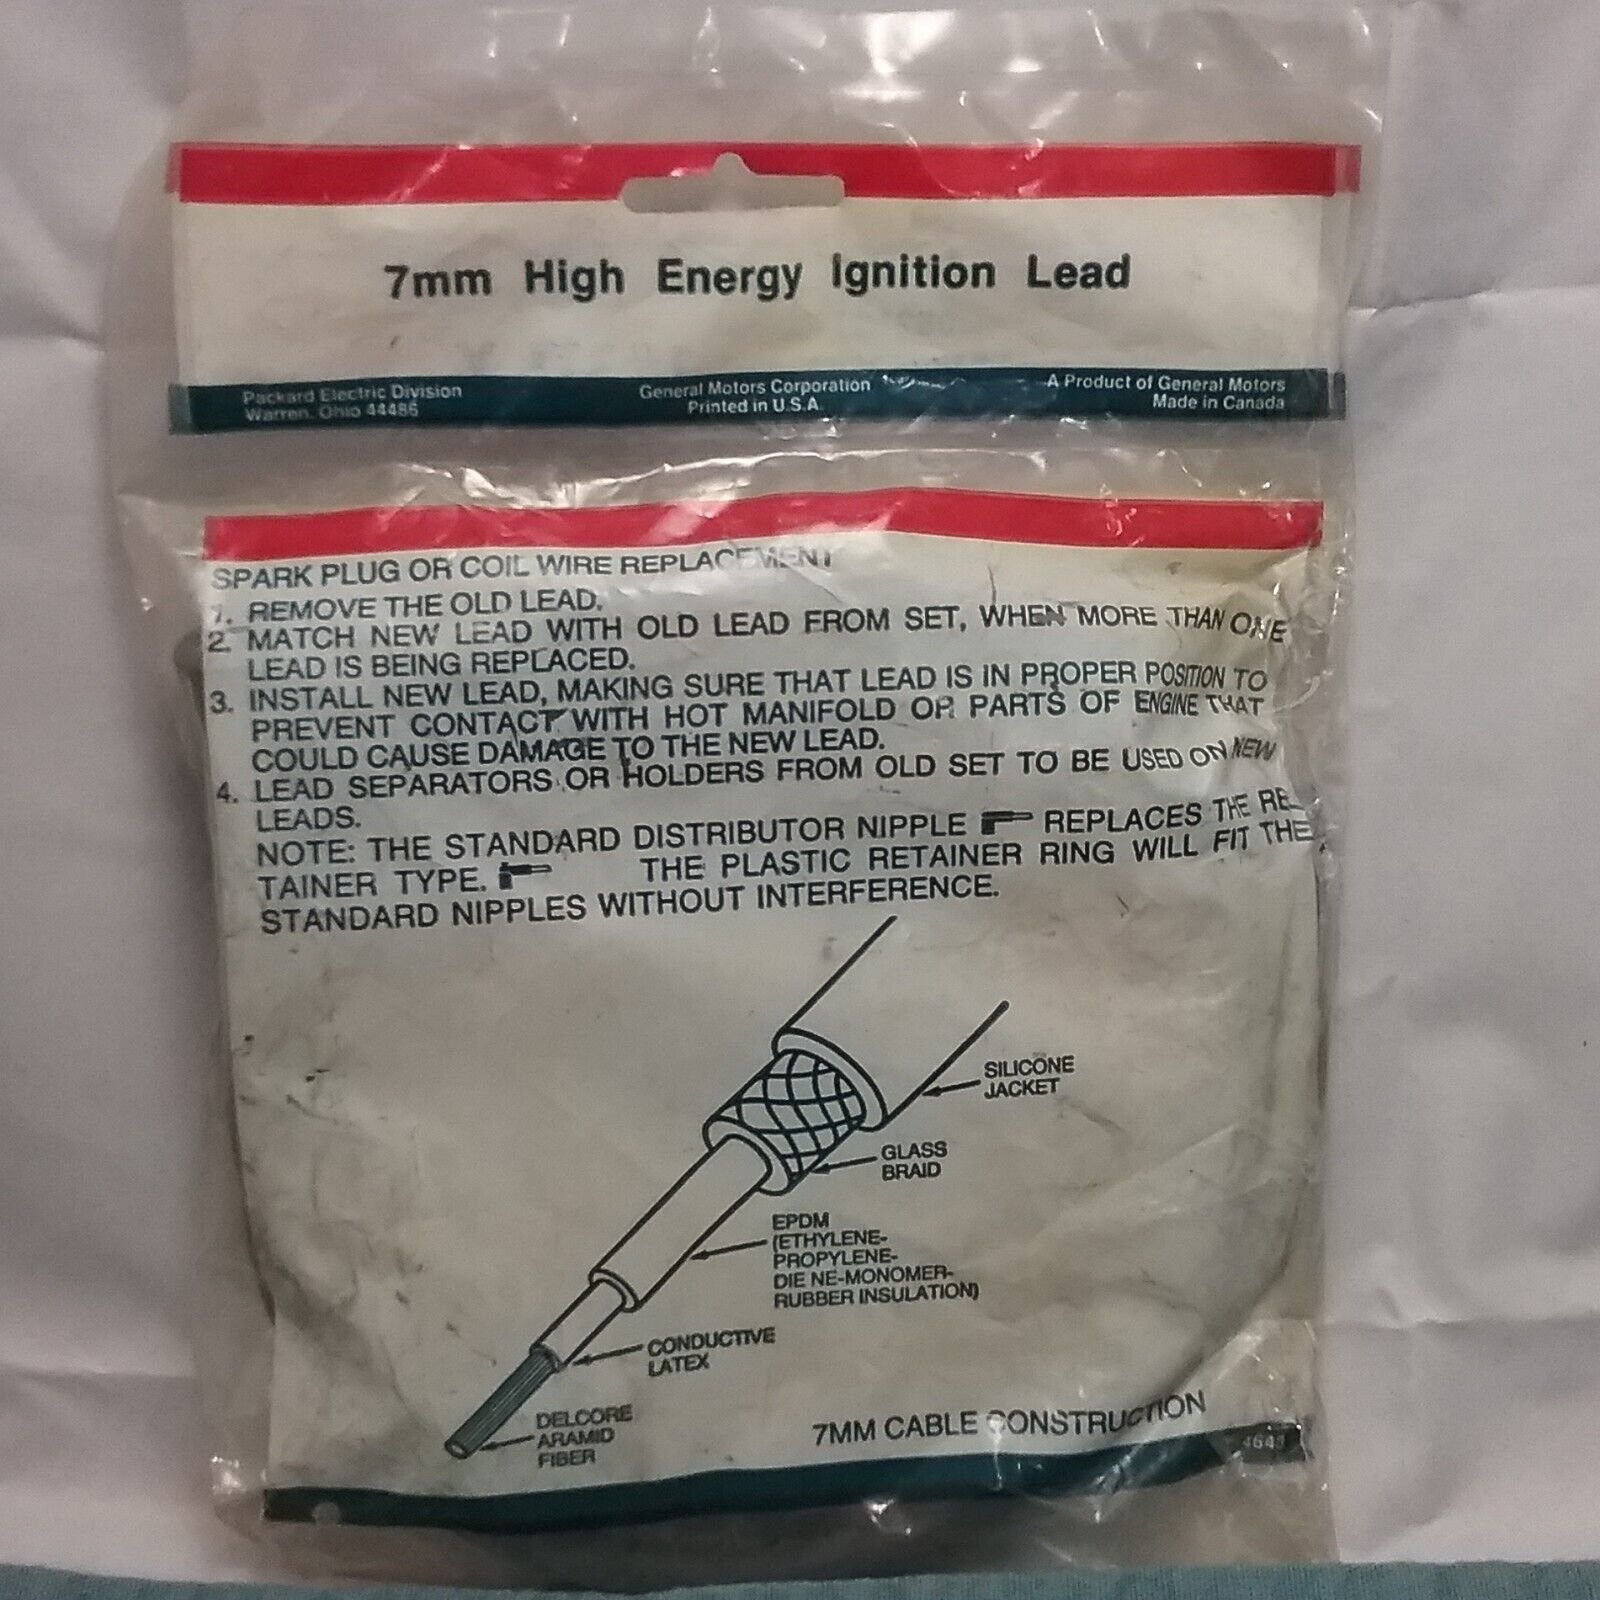 7mm High Energy Ignition Lead
Packard Electric Division
Warren, Ohio 44486
General Motors Corporation
Printed in U.S.A.
A Product of General Motors
Made in Canada
SPARK PLUG OR COIL WIRE REPLACEMENT
1. REMOVE THE OLD LEAD.
2. MATCH NEW LEAD WITH OLD LEAD FROM SET, WHEN MORE THAN ONE
LEAD IS BEING REPLACED.
3. INSTALL NEW LEAD, MAKING SURE THAT LEAD IS IN PROPER POSITION TO
PREVENT CONTACT WITH HOT MANIFOLD OR PARTS OF ENGINE THAT
COULD CAUSE DAMAGE TO THE NEW LEAD.
4. LEAD SEPARATORS OR HOLDERS FROM OLD SET TO BE USED ON NEW
LEADS.
NOTE: THE STANDARD DISTRIBUTOR NIPPLE REPLACES THE RE-
TAINER TYPE. THE PLASTIC RETAINER RING WILL FIT THE
STANDARD NIPPLES WITHOUT INTERFERENCE.
SILICONE
JACKET
GLASS
BRAID
EPDM
(ETHYLENE-
PROPYLENE-
DIE NE-MONOMER-
RUBBER INSULATION)
CONDUCTIVE
LATEX
DELCORE
ARAMID
FIBER
7MM CABLE CONSTRUCTION